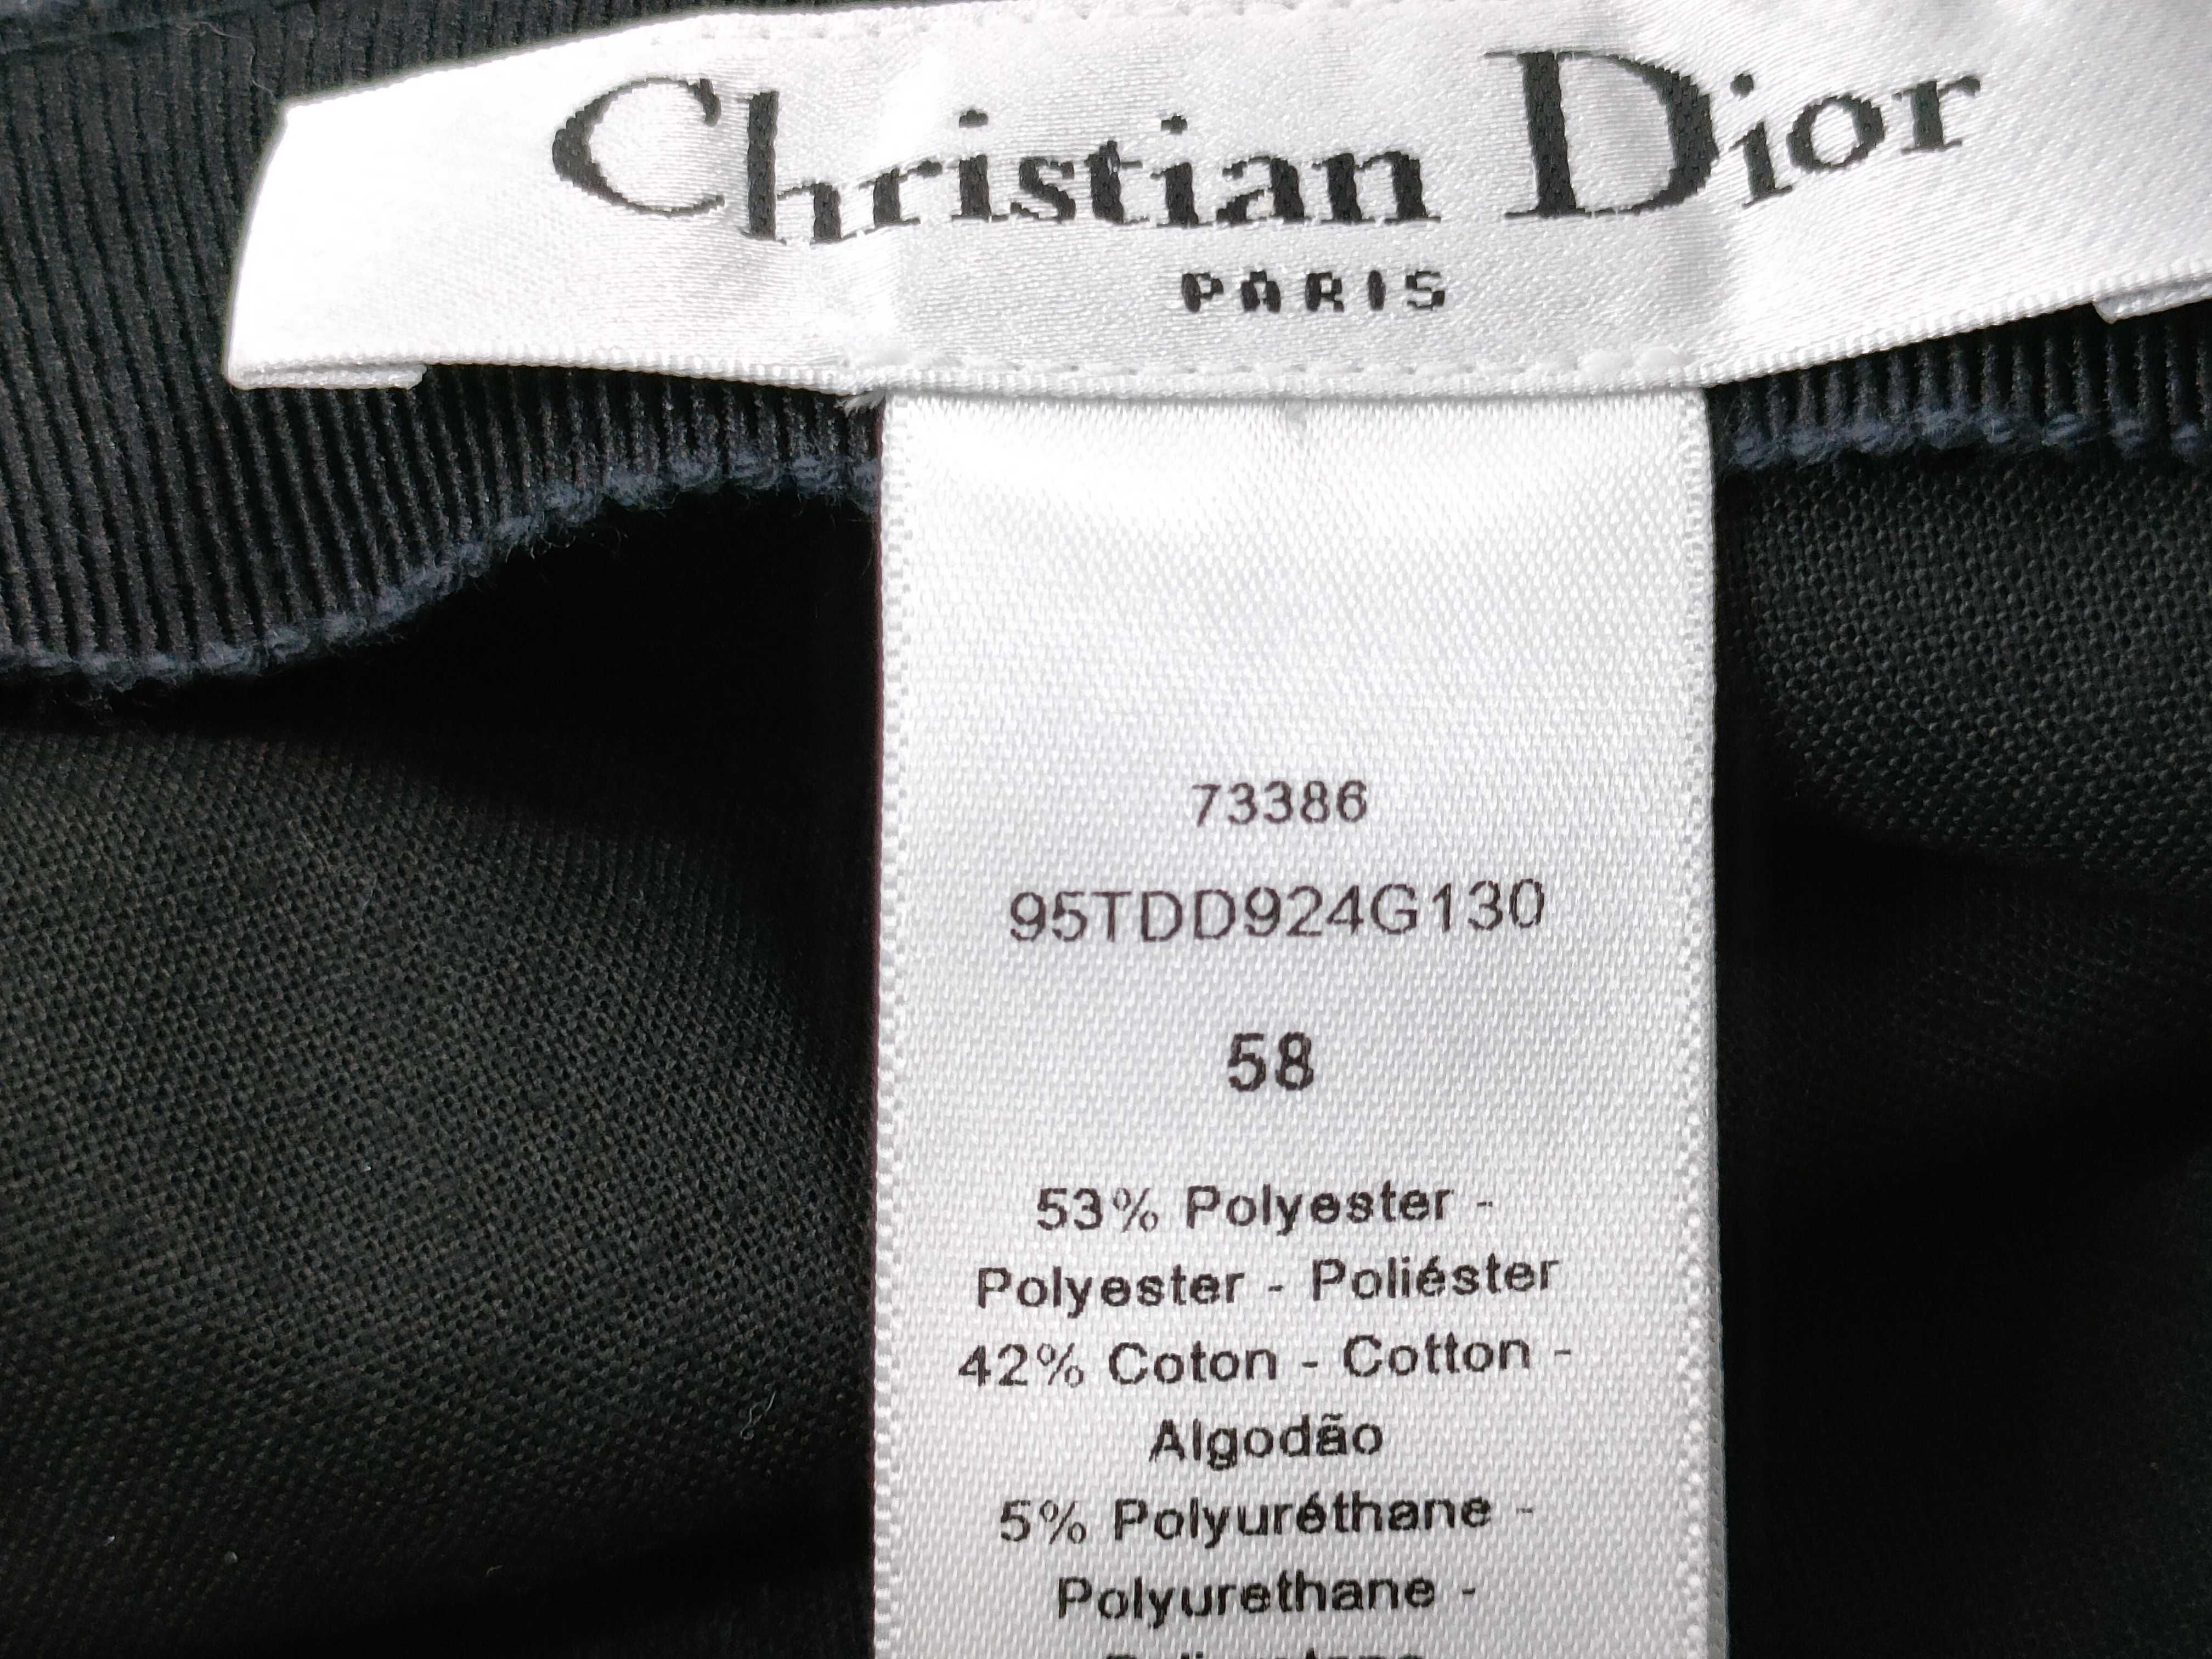 Christian Dior
PARIS
73386
95TDD924G130
58
53% Polyester -
Polyester - Poliéster
42% Coton - Cotton -
Algodão
5% Polyuréthane -
Polyurethane -